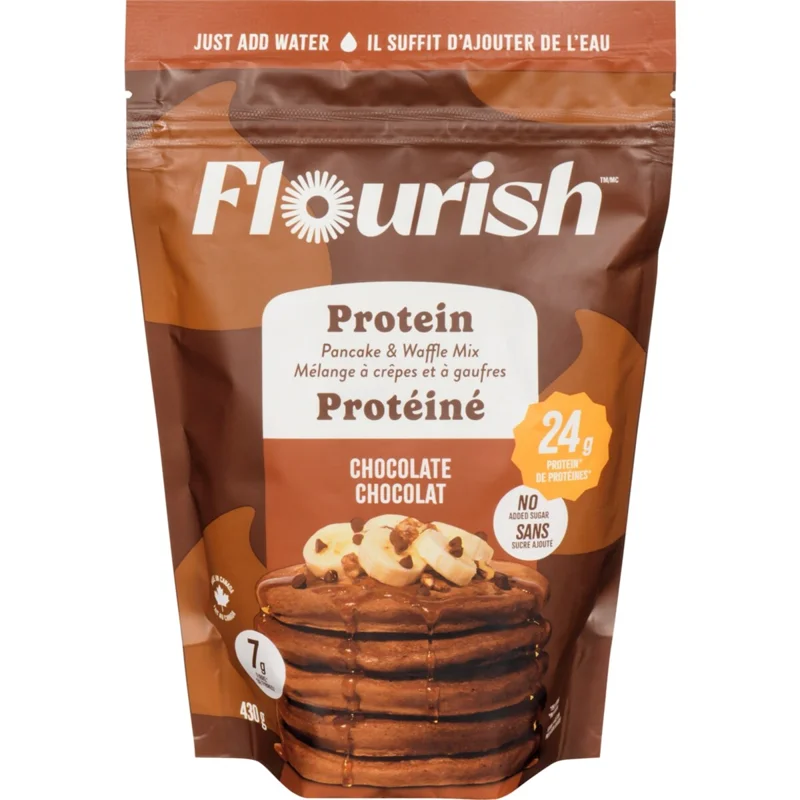 JUST ADD WATER IL SUFFIT D'AJOUTER DE L'EAU
Flourish TM/MC
Protein
Pancake & Waffle Mix
Mélange à crêpes et à gaufres
Protéiné
CHOCOLATE
CHOCOLAT
24g
PROTEIN*
DE PROTÉINES*
NO
ADDED SUGAR
SANS
SUCRE AJOUTÉ
7g
430 g